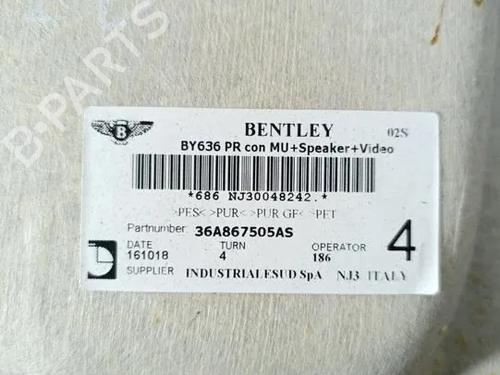 B-PARTS
BENTLEY
02S
B
BY636 PR con MU+Speaker+Video
*686 NJ30048242.*
>PES< >PUR< >PUR GF< >PET
Partnumber: 36A867505AS
DATE TURN OPERATOR 4
161018 4 186
SUPPLIER INDUSTRIALESUD SpA NJ3 ITALY